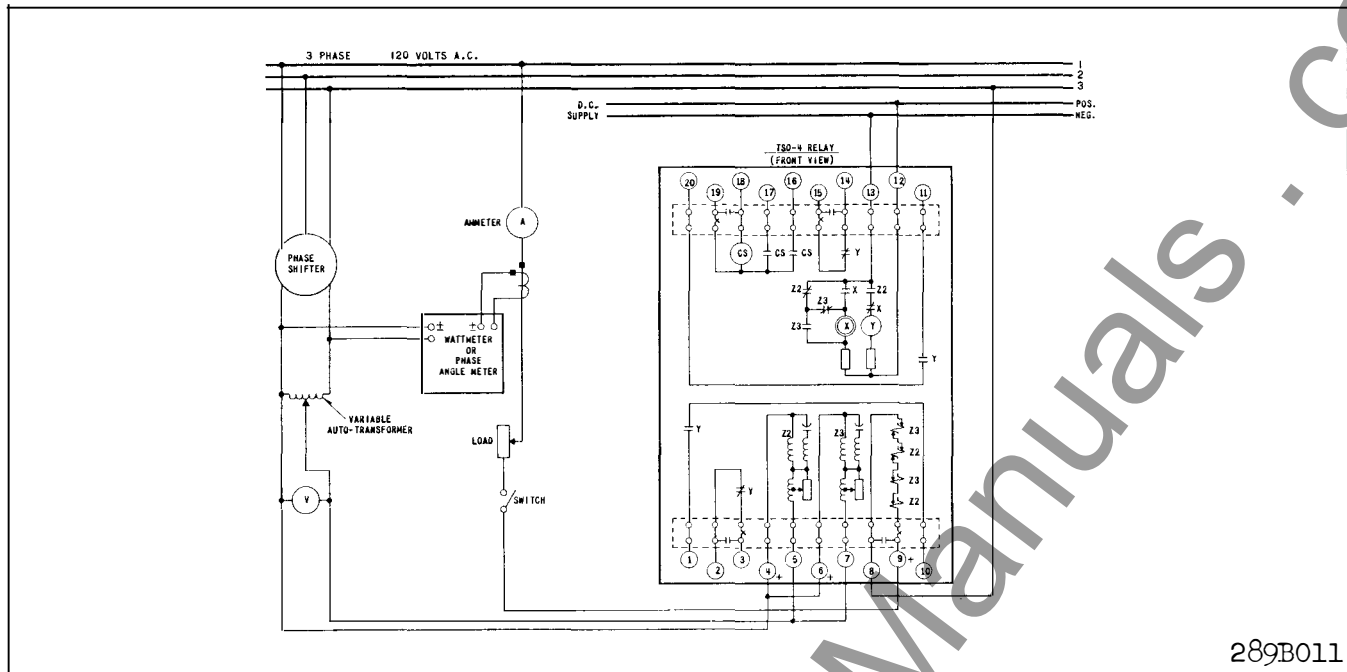 3 PHASE 120 VOLTS A.C.
1
2
3
D.C. SUPPLY
POS.
NEG.
TSO-4 RELAY
(FRONT VIEW)
20 19 18 17 16 15 14 13 12 11
AMMETER A
PHASE SHIFTER
CS CS CS Y
Z2 X Z2
Z3 X
Z3 X Y
Y
± ±
WATTMETER
OR
PHASE
ANGLE METER
VARIABLE
AUTO-TRANSFORMER
LOAD
V
SWITCH
Y Z2 Z3 Z3
Z2
Z3
Y Z2
1 2 3 4 + 5 6 + 7 8 9 + 10
289B011
Manuals . c